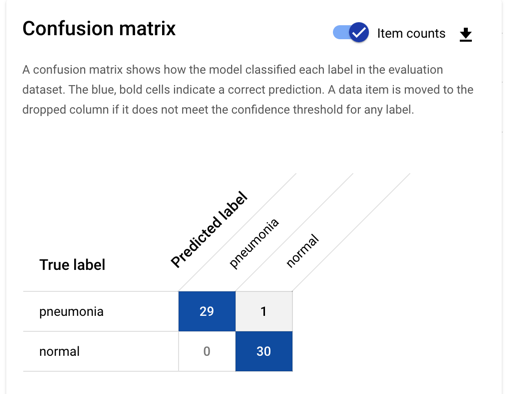 Confusion matrix
Item counts
A confusion matrix shows how the model classified each label in the evaluation
dataset. The blue, bold cells indicate a correct prediction. A data item is moved to the
dropped column if it does not meet the confidence threshold for any label.
True label
Predicted label
pneumonia
normal
pneumonia 29 1
normal 0 30